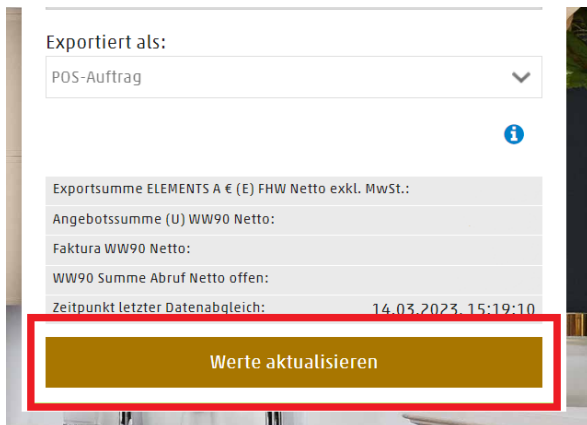 Exportiert als:
POS-Auftrag
Exportsumme ELEMENTS A € (E) FHW Netto exkl. MwSt.:
Angebotssumme (U) WW90 Netto:
Faktura WW90 Netto:
WW90 Summe Abruf Netto offen:
Zeitpunkt letzter Datenabgleich: 14.03.2023, 15:19:10
Werte aktualisieren